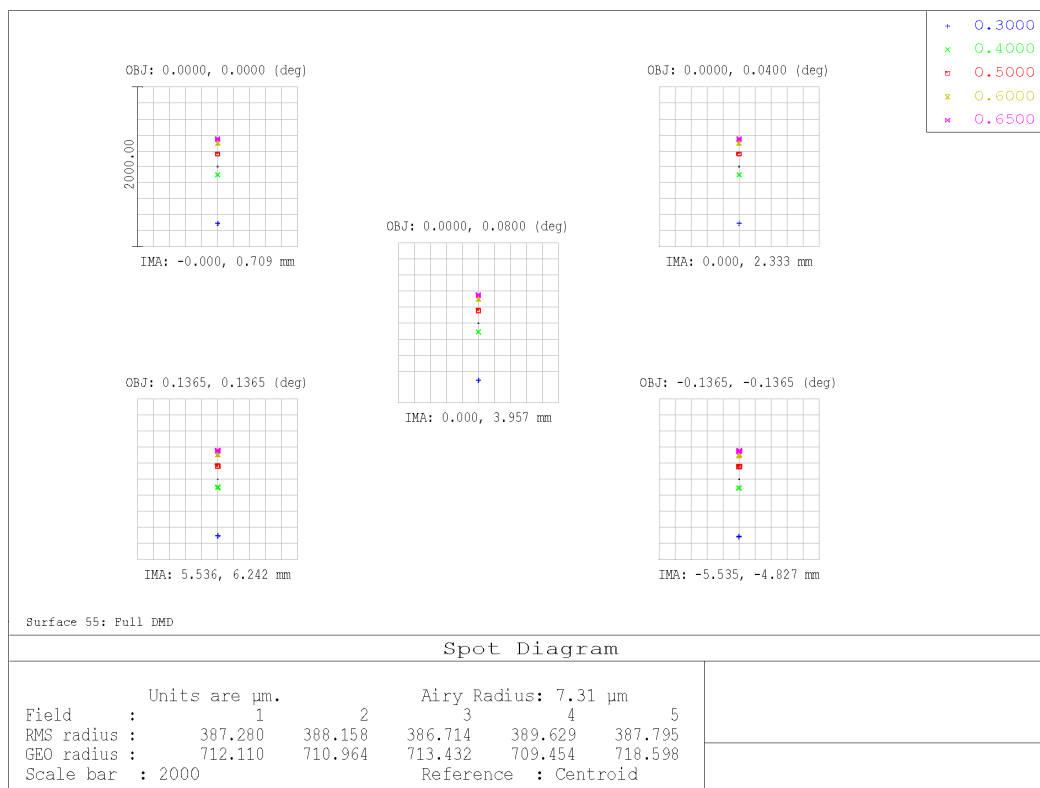 + 0.3000
× 0.4000
0.5000
0.6000
0.6500
OBJ: 0.0000, 0.0000 (deg)
2000.00
IMA: -0.000, 0.709 mm
OBJ: 0.0000, 0.0400 (deg)
IMA: 0.000, 2.333 mm
OBJ: 0.0000, 0.0800 (deg)
IMA: 0.000, 3.957 mm
OBJ: 0.1365, 0.1365 (deg)
IMA: 5.536, 6.242 mm
OBJ: -0.1365, -0.1365 (deg)
IMA: -5.535, -4.827 mm
Surface 55: Full DMD
Spot Diagram
Units are µm. Airy Radius: 7.31 µm
Field : 1 2 3 4 5
RMS radius : 387.280 388.158 386.714 389.629 387.795
GEO radius : 712.110 710.964 713.432 709.454 718.598
Scale bar : 2000 Reference : Centroid